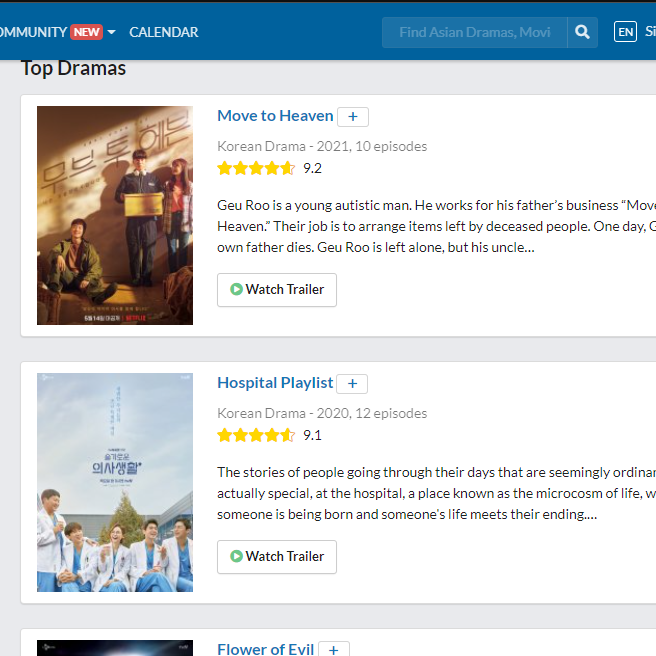 OMMUNITY NEW CALENDAR Find Asian Dramas, Movi EN Si
Top Dramas
Move to Heaven +
Korean Drama - 2021, 10 episodes
9.2
Geu Roo is a young autistic man. He works for his father’s business “Move
Heaven.” Their job is to arrange items left by deceased people. One day, G
own father dies. Geu Roo is left alone, but his uncle…
Watch Trailer
무브 투 헤븐
NETFLIX
Hospital Playlist +
Korean Drama - 2020, 12 episodes
9.1
The stories of people going through their days that are seemingly ordinar
actually special, at the hospital, a place known as the microcosm of life, w
someone is being born and someone’s life meets their ending.…
Watch Trailer
슬기로운
의사생활
Flower of Evil +